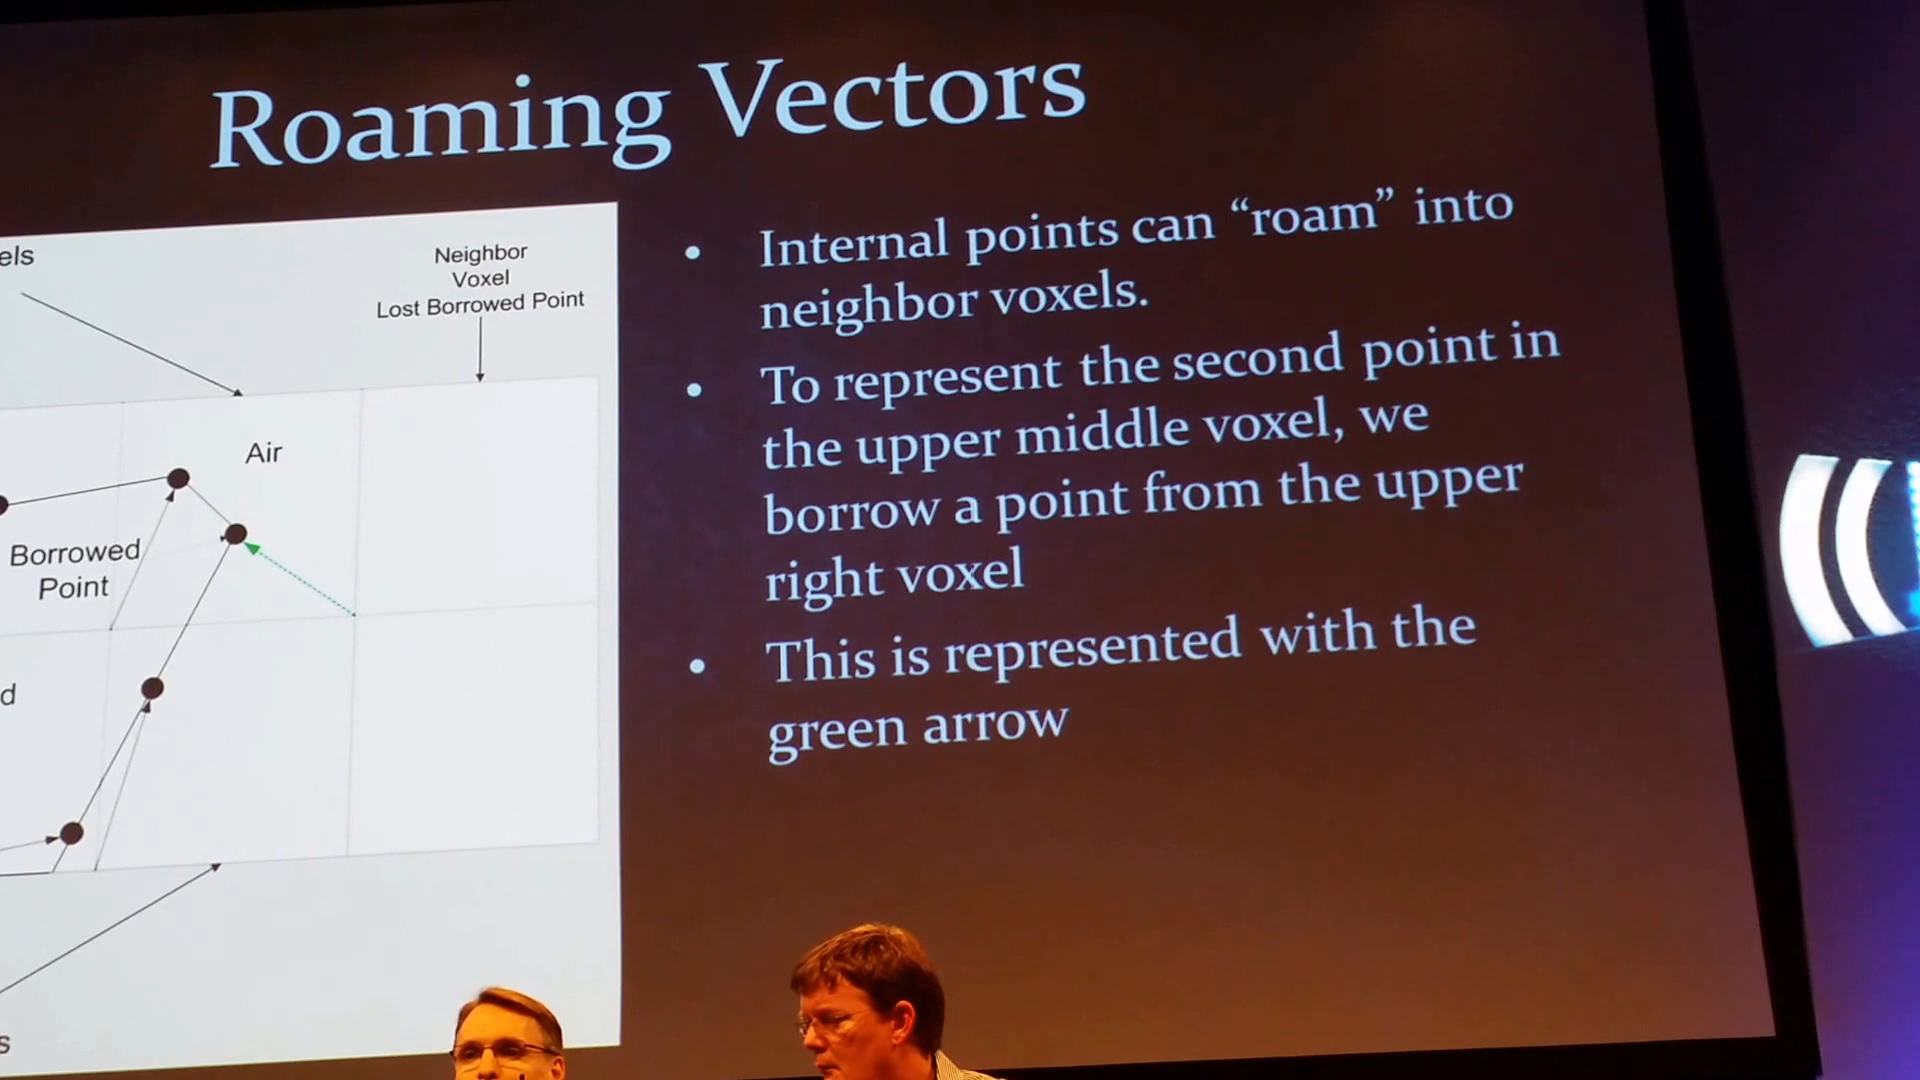 Roaming Vectors
Neighbor
Voxel
Lost Borrowed Point
Air
Borrowed
Point
• Internal points can “roam” into
neighbor voxels.
• To represent the second point in
the upper middle voxel, we
borrow a point from the upper
right voxel
• This is represented with the
green arrow